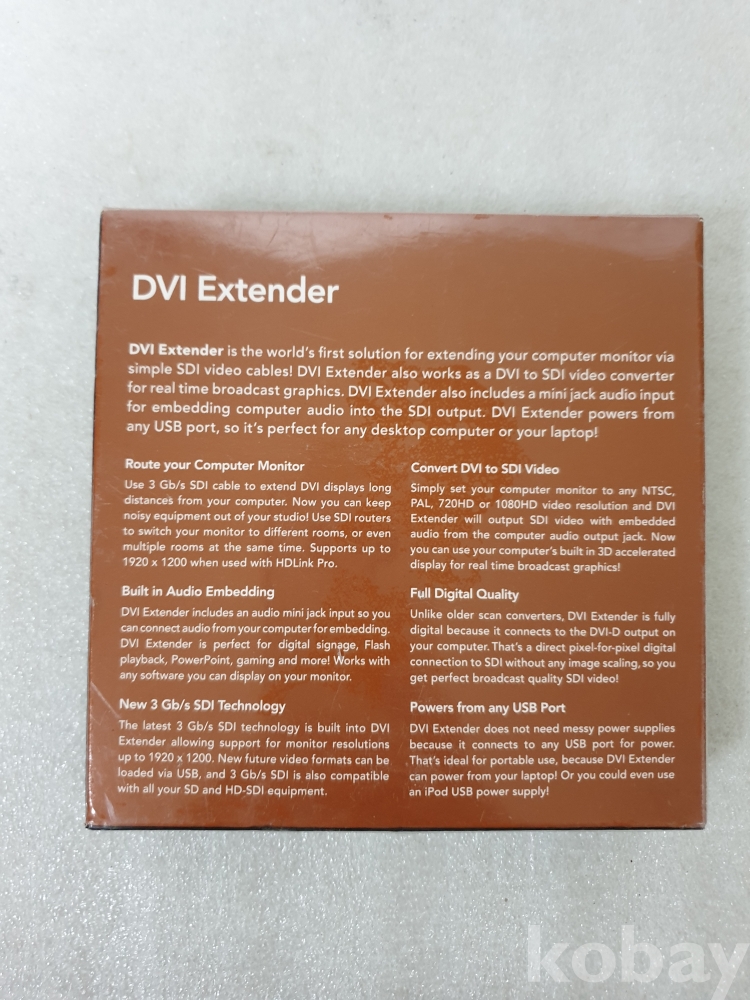 DVI Extender
DVI Extender is the world's first solution for extending your computer monitor via
simple SDI video cables! DVI Extender also works as a DVI to SDI video converter
for real time broadcast graphics. DVI Extender also includes a mini jack audio input
for embedding computer audio into the SDI output. DVI Extender powers from
any USB port, so it's perfect for any desktop computer or your laptop!
Route your Computer Monitor
Use 3 Gb/s SDI cable to extend DVI displays long
distances from your computer. Now you can keep
noisy equipment out of your studio! Use SDI routers
to switch your monitor to different rooms, or even
multiple rooms at the same time. Supports up to
1920 x 1200 when used with HDLink Pro.
Built in Audio Embedding
DVI Extender includes an audio mini jack input so you
can connect audio from your computer for embedding.
DVI Extender is perfect for digital signage, Flash
playback, PowerPoint, gaming and more! Works with
any software you can display on your monitor.
New 3 Gb/s SDI Technology
The latest 3 Gb/s SDI technology is built into DVI
Extender allowing support for monitor resolutions
up to 1920 x 1200. New future video formats can be
loaded via USB, and 3 Gb/s SDI is also compatible
with all your SD and HD-SDI equipment.
Convert DVI to SDI Video
Simply set your computer monitor to any NTSC,
PAL, 720HD or 1080HD video resolution and DVI
Extender will output SDI video with embedded
audio from the computer audio output jack. Now
you can use your computer's built in 3D accelerated
display for real time broadcast graphics!
Full Digital Quality
Unlike older scan converters, DVI Extender is fully
digital because it connects to the DVI-D output on
your computer. That's a direct pixel-for-pixel digital
connection to SDI without any image scaling, so you
get perfect broadcast quality SDI video!
Powers from any USB Port
DVI Extender does not need messy power supplies
because it connects to any USB port for power.
That's ideal for portable use, because DVI Extender
can power from your laptop! Or you could even use
an iPod USB power supply!
kobay